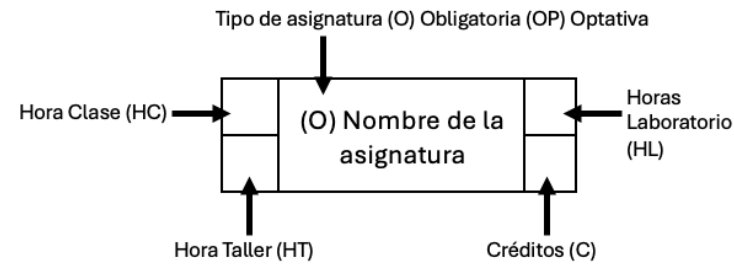 Tipo de asignatura (O) Obligatoria (OP) Optativa
Hora Clase (HC)
(O) Nombre de la
asignatura
Horas
Laboratorio
(HL)
Hora Taller (HT)
Créditos (C)